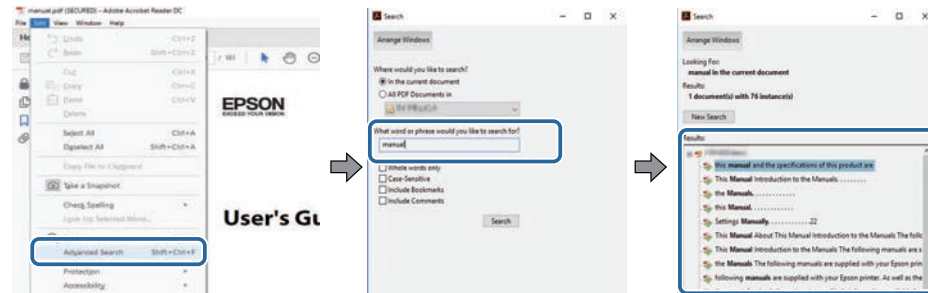 manual.pdf (SECURED) - Adobe Acrobat Reader DC
File Edit View Window Help
Undo Ctrl+Z
Redo Shift+Ctrl+Z
Cut Ctrl+X
Copy Ctrl+C
Paste Ctrl+V
Delete
Select All Ctrl+A
Deselect All Shift+Ctrl+A
Copy File to Clipboard
Take a Snapshot
Check Spelling
Look Up Selected Word...
Advanced Search Shift+Ctrl+F
Protection
Accessibility
EPSON
EXCEED YOUR VISION
User's Gu
Search
Arrange Windows
Where would you like to search?
In the current document
All PDF Documents in
What word or phrase would you like to search for?
manual
Whole words only
Case-Sensitive
Include Bookmarks
Include Comments
Search
Search
Arrange Windows
Looking For:
manual in the current document
Results:
1 document(s) with 76 instance(s)
New Search
Results:
this manual and the specifications of this product are
This Manual Introduction to the Manuals. . . . . . . . .
the Manuals. . . . . . . . . . . . .
this Manual. . . . . . . . . . . . .
Settings Manually. . . . . . . . . . . . .22
This Manual About This Manual Introduction to the Manuals The follo
This Manual Introduction to the Manuals The following manuals are s
the Manuals The following manuals are supplied with your Epson prin
following manuals are supplied with your Epson printer. As well as the